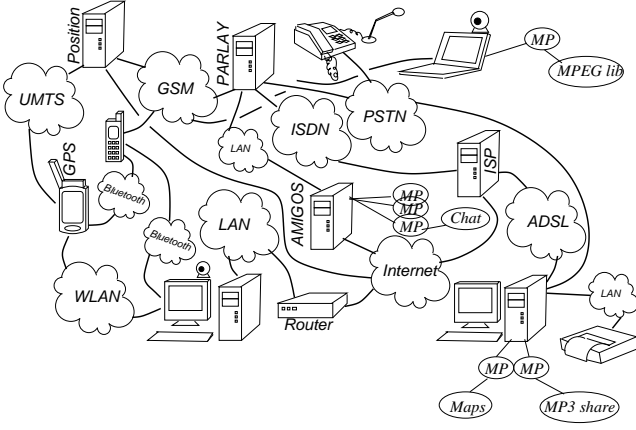 Position
PARLAY
MP
MPEG lib
UMTS
GSM
ISDN
PSTN
GPS
LAN
SP
Bluetooth
Bluetooth
LAN
AMIGOS
MP
MP
MP
Chat
ADSL
Internet
WLAN
Router
LAN
MP
MP
Maps
MP3 share